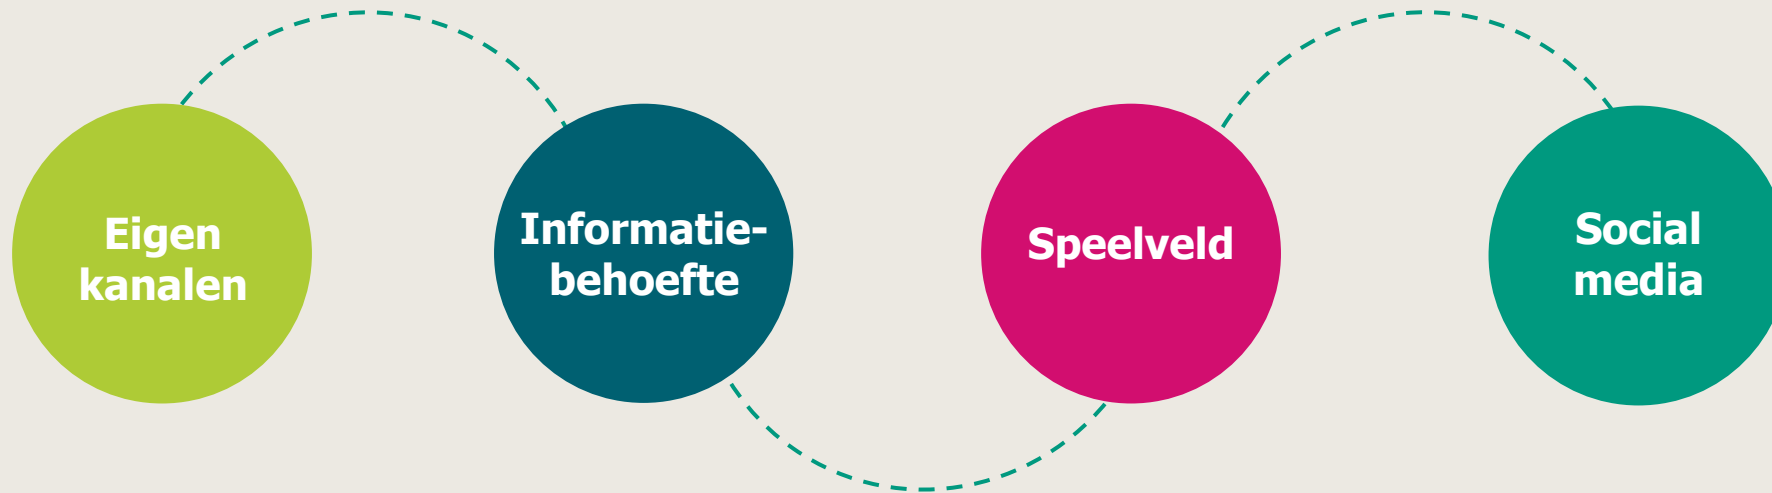 Eigen
kanalen
Informatie-
behoefte
Speelveld
Social
media